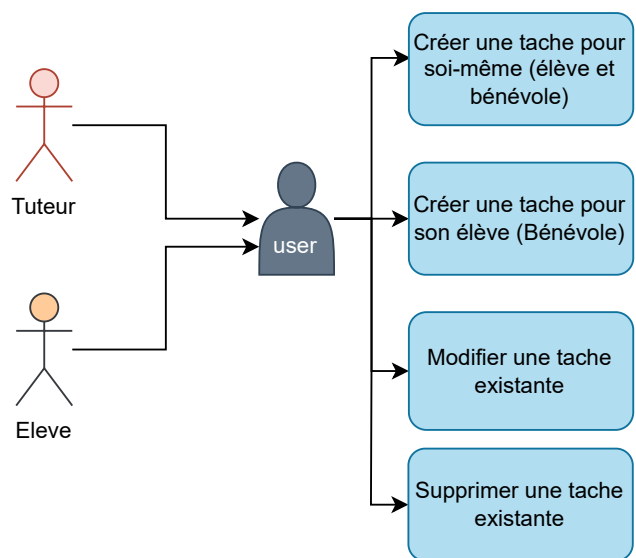 Créer une tache pour
soi-même (élève et
bénévole)
Tuteur
Créer une tache pour
son élève (Bénévole)
user
Modifier une tache
existante
Eleve
Supprimer une tache
existante